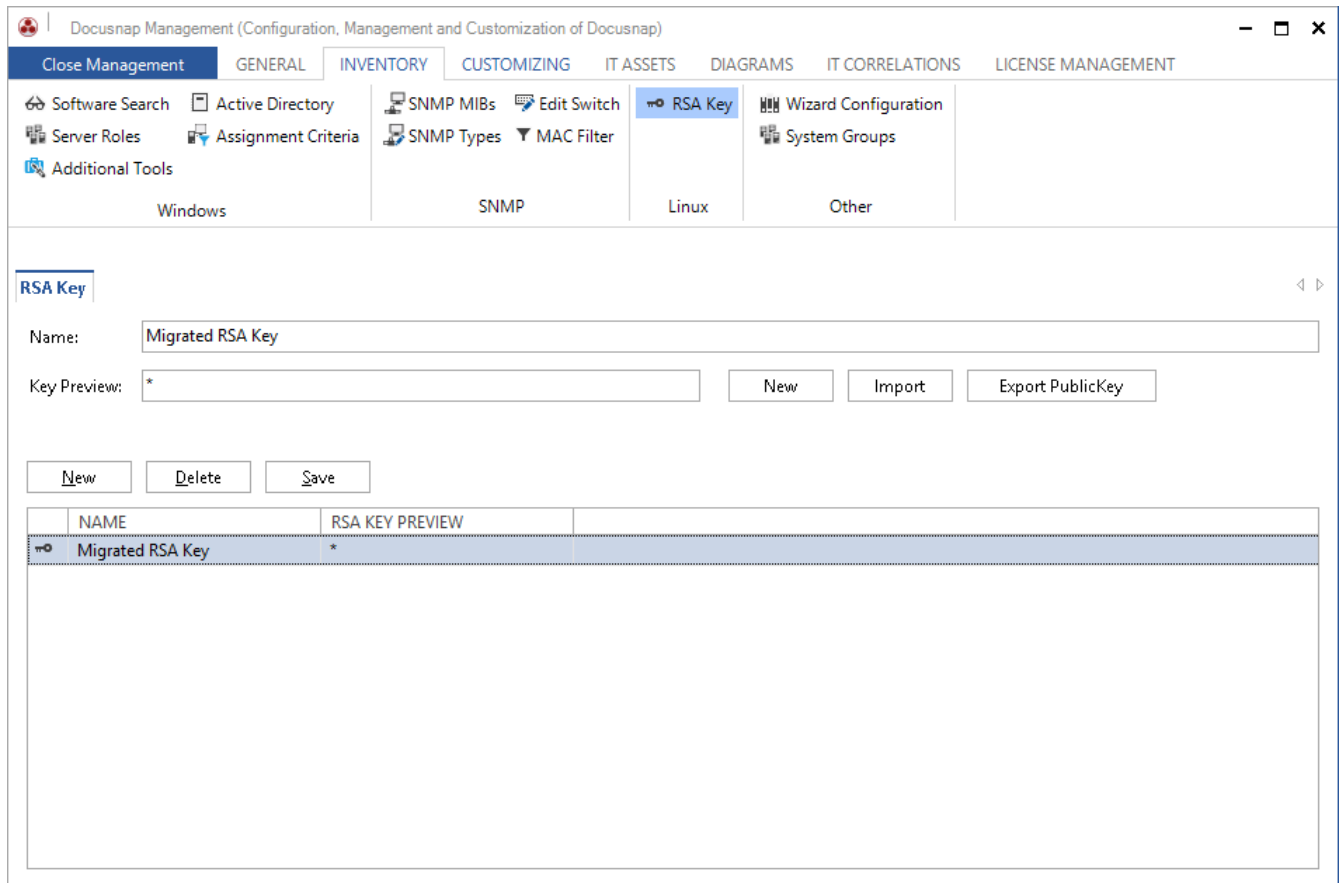 Docusnap Management (Configuration, Management and Customization of Docusnap)
Close Management GENERAL INVENTORY CUSTOMIZING IT ASSETS DIAGRAMS IT CORRELATIONS LICENSE MANAGEMENT
Software Search Active Directory SNMP MIBs Edit Switch RSA Key Wizard Configuration
Server Roles Assignment Criteria SNMP Types MAC Filter System Groups
Additional Tools
Windows SNMP Linux Other
RSA Key
Name: Migrated RSA Key
Key Preview: * New Import Export PublicKey
New Delete Save
NAME RSA KEY PREVIEW
Migrated RSA Key *